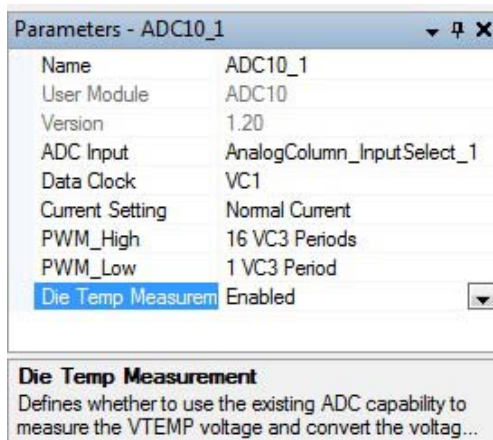 Parameters - ADC10_1
Name ADC10_1
User Module ADC10
Version 1.20
ADC Input AnalogColumn_InputSelect_1
Data Clock VC1
Current Setting Normal Current
PWM_High 16 VC3 Periods
PWM_Low 1 VC3 Period
Die Temp Measurem Enabled
Die Temp Measurement
Defines whether to use the existing ADC capability to
measure the VTEMP voltage and convert the voltag...